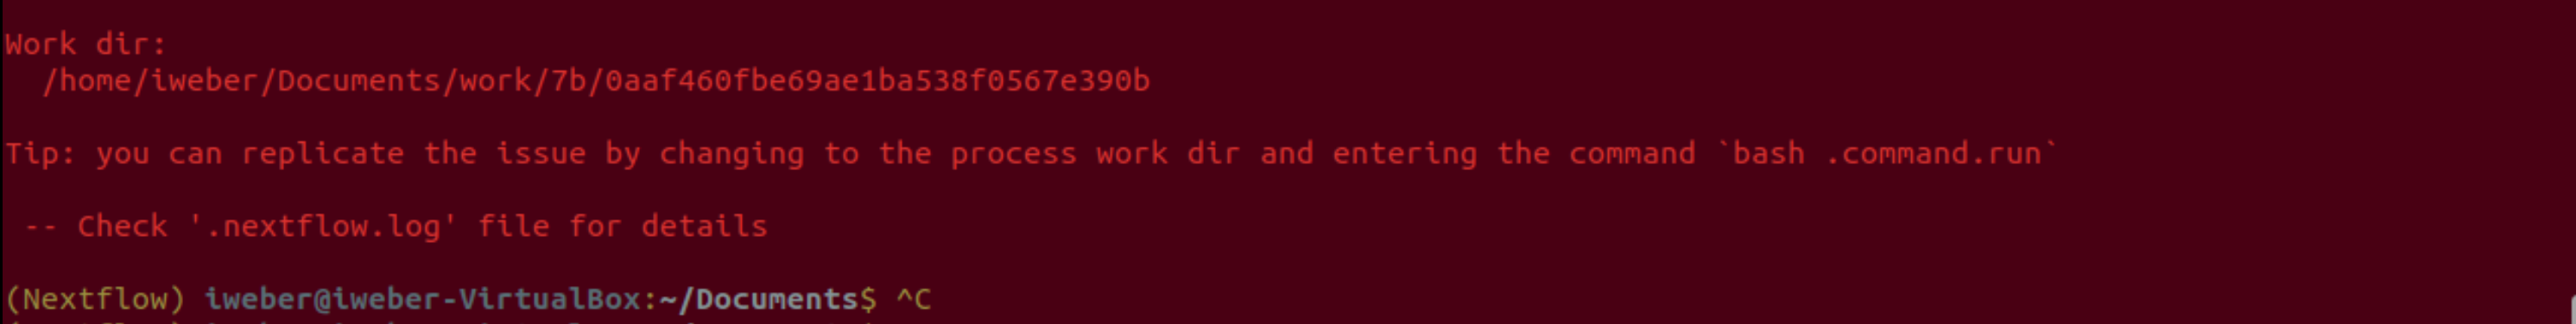 Work dir:
/home/iweber/Documents/work/7b/0aaf460fbe69ae1ba538f0567e390b
Tip: you can replicate the issue by changing to the process work dir and entering the command `bash .command.run`
-- Check '.nextflow.log' file for details
(Nextflow) iweber@iweber-VirtualBox:~/Documents$ ^C